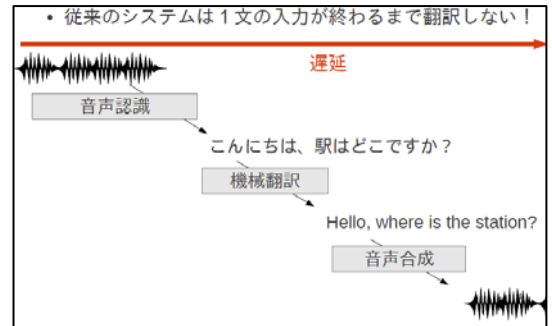 • 従来のシステムは1文の入力が終わるまで翻訳しない!
遅延
音声認識
こんにちは、駅はどこですか?
機械翻訳
Hello, where is the station?
音声合成